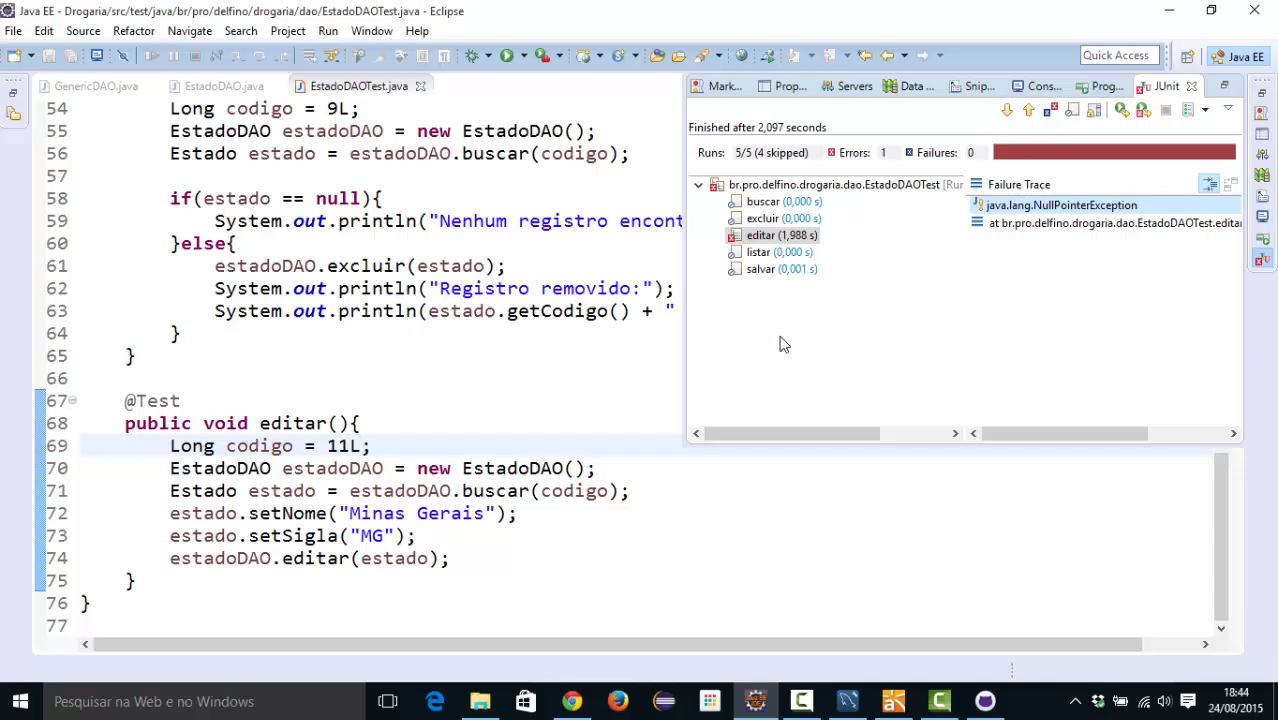 Java EE - Drogaria/src/test/java/br/pro/delfino/drogaria/dao/EstadoDAOTest.java - Eclipse
File Edit Source Refactor Navigate Search Project Run Window Help
Quick Access Java EE
GenericDAO.java EstadoDAO.java EstadoDAOTest.java
Mark... Prop... Servers Data ... Snip... Cons... Prog... JUnit
54 Long codigo = 9L;
55 EstadoDAO estadoDAO = new EstadoDAO();
56 Estado estado = estadoDAO.buscar(codigo);
57
58 if(estado == null){
59 System.out.println("Nenhum registro encont
60 }else{
61 estadoDAO.excluir(estado);
62 System.out.println("Registro removido:");
63 System.out.println(estado.getCodigo() + "
64 }
65 }
66
67 @Test
68 public void editar(){
69 Long codigo = 11L;
70 EstadoDAO estadoDAO = new EstadoDAO();
71 Estado estado = estadoDAO.buscar(codigo);
72 estado.setNome("Minas Gerais");
73 estado.setSigla("MG");
74 estadoDAO.editar(estado);
75 }
76 }
77
Finished after 2,097 seconds
Runs: 5/5 (4 skipped) Errors: 1 Failures: 0
br.pro.delfino.drogaria.dao.EstadoDAOTest [Run
buscar (0,000 s)
excluir (0,000 s)
editar (1,988 s)
listar (0,000 s)
salvar (0,001 s)
Failure Trace
java.lang.NullPointerException
at br.pro.delfino.drogaria.dao.EstadoDAOTest.editar
Pesquisar na Web e no Windows
18:44
24/08/2015